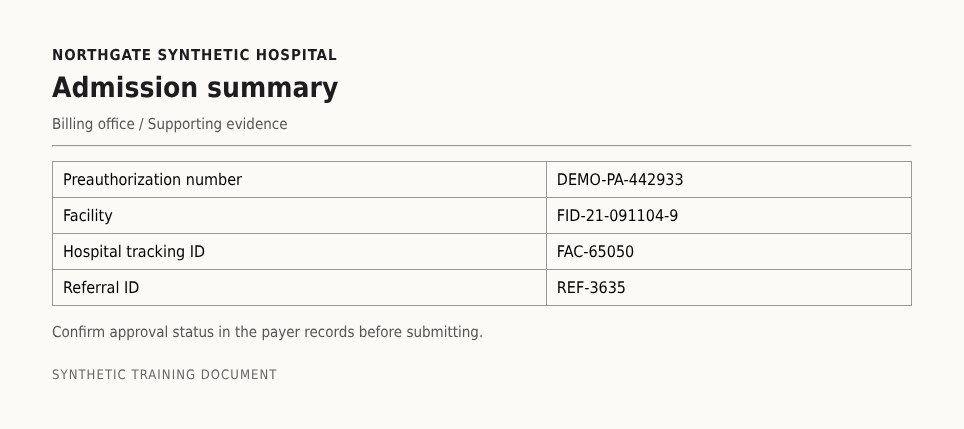 NORTHGATE SYNTHETIC HOSPITAL
Admission summary
Billing office / Supporting evidence
Preauthorization number DEMO-PA-442933
Facility FID-21-091104-9
Hospital tracking ID FAC-65050
Referral ID REF-3635
Confirm approval status in the payer records before submitting.
SYNTHETIC TRAINING DOCUMENT